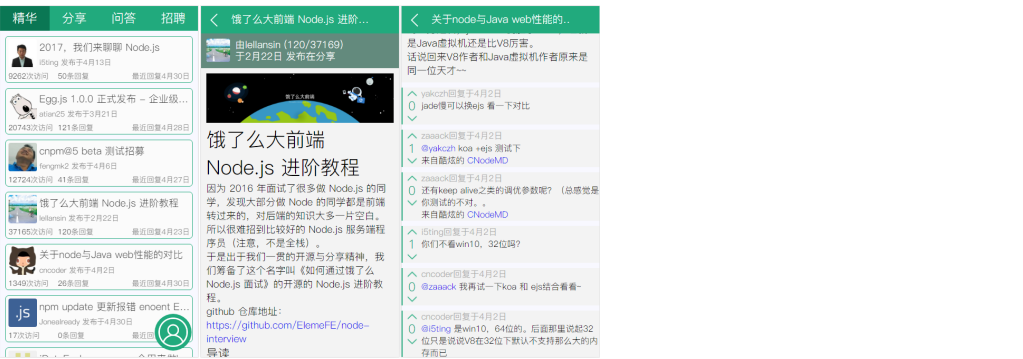 精华 分享 问答 招聘
2017，我们来聊聊 Node.js
i5ting 发布于4月13日
9262次访问 50条回复 最近回复4月30日
Egg.js 1.0.0 正式发布 - 企业级...
atian25 发布于3月21日
20743次访问 121条回复 最近回复4月28日
cnpm@5 beta 测试招募
fengmk2 发布于4月6日
12724次访问 41条回复 最近回复4月27日
饿了么大前端 Node.js 进阶教程
lellansin 发布于2月22日
37165次访问 120条回复 最近回复4月23日
关于node与Java web性能的对比
cncoder 发布于4月2日
1349次访问 26条回复 最近回复4月30日
.js
npm update 更新报错 enoent E...
Jonealready 发布于4月30日
17次访问 0条回复
饿了么大前端 Node.js 进阶...
由lellansin (120/37169)
于2月22日 发布在分享
饿了么大前端
饿了么大前端
Node.js 进阶教程
因为 2016 年面试了很多做 Node.js 的同
学，发现大部分做 Node 的同学都是前端
转过来的，对后端的知识大多一片空白。
所以很难招到比较好的 Node.js 服务端程
序员（注意，不是全栈）。
于是出于我们一贯的开源与分享精神，我
们筹备了这个名字叫《如何通过饿了么
Node.js 面试》的开源的 Node.js 进阶教
程。
github 仓库地址：
https://github.com/ElemeFE/node-
interview
导读
关于node与Java web性能的..
是Java虚拟机还是比V8厉害。
话说回来V8作者和Java虚拟机作者原来是
同一位天才~~
yakczh回复于4月2日
0
jade慢可以换ejs 看一下对比
zaaack回复于4月2日
1
@yakczh koa +ejs 测试下
来自酷炫的 CNodeMD
zaaack回复于4月2日
0
还有keep alive之类的调优参数呢？（总感觉是
你测试的不对。。
来自酷炫的 CNodeMD
i5ting回复于4月2日
1
你们不看win10，32位吗？
cncoder回复于4月2日
0
@zaaack 我再试一下koa 和 ejs结合看看~
cncoder回复于4月2日
0
@i5ting 是win10，64位的。后面那里说起32
位只是说说V8在32位下默认不支持那么大的内
存而已